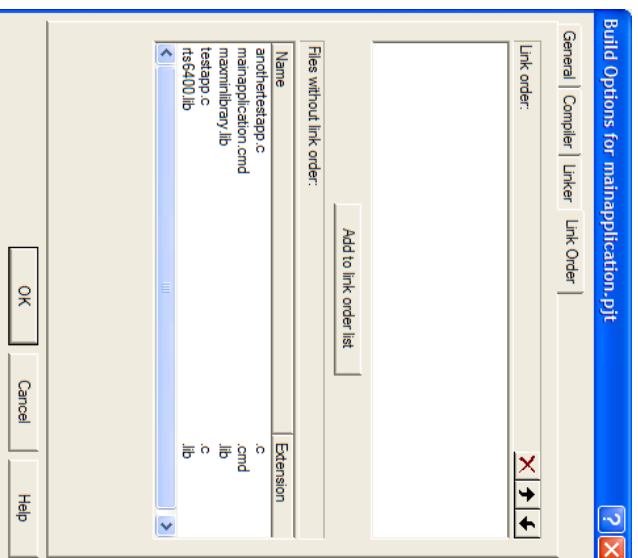 Build Options for mainapplication.pjt
General Compiler Linker Link Order
Link order:
Add to link order list
Files without link order:
Name Extension
anothertestapp.c .c
mainapplication.cmd .cmd
maxminlibrary.lib .lib
testapp.c .c
rts6400.lib .lib
OK Cancel Help